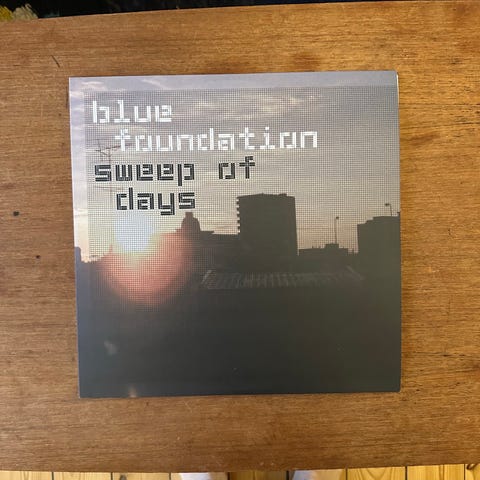 blue
foundation
sweep of
days